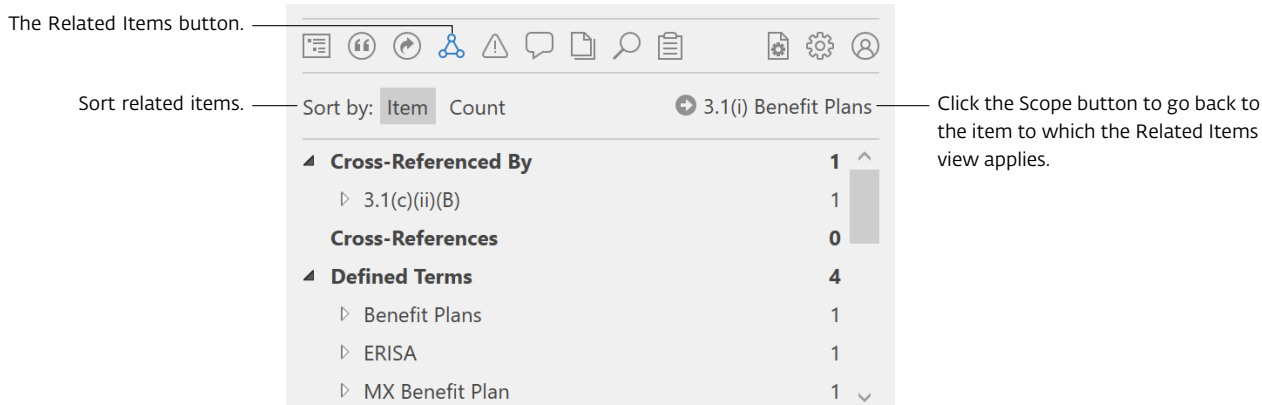 The Related Items button.
Sort related items.
Sort by: Item Count
3.1(i) Benefit Plans
Click the Scope button to go back to
the item to which the Related Items
view applies.
Cross-Referenced By 1
3.1(c)(ii)(B) 1
Cross-References 0
Defined Terms 4
Benefit Plans 1
ERISA 1
MX Benefit Plan 1